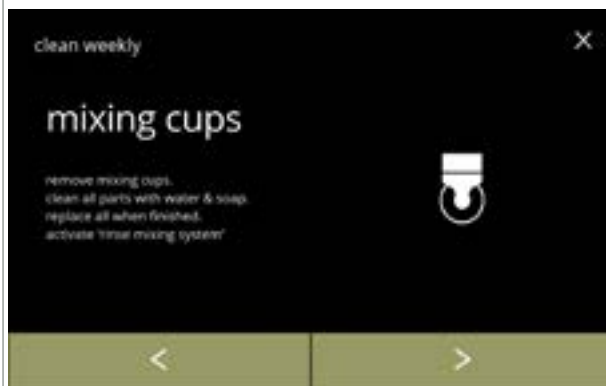 clean weekly
mixing cups
remove mixing cups.
clean all parts with water & soap.
replace all when finished.
activate 'rinse mixing system'